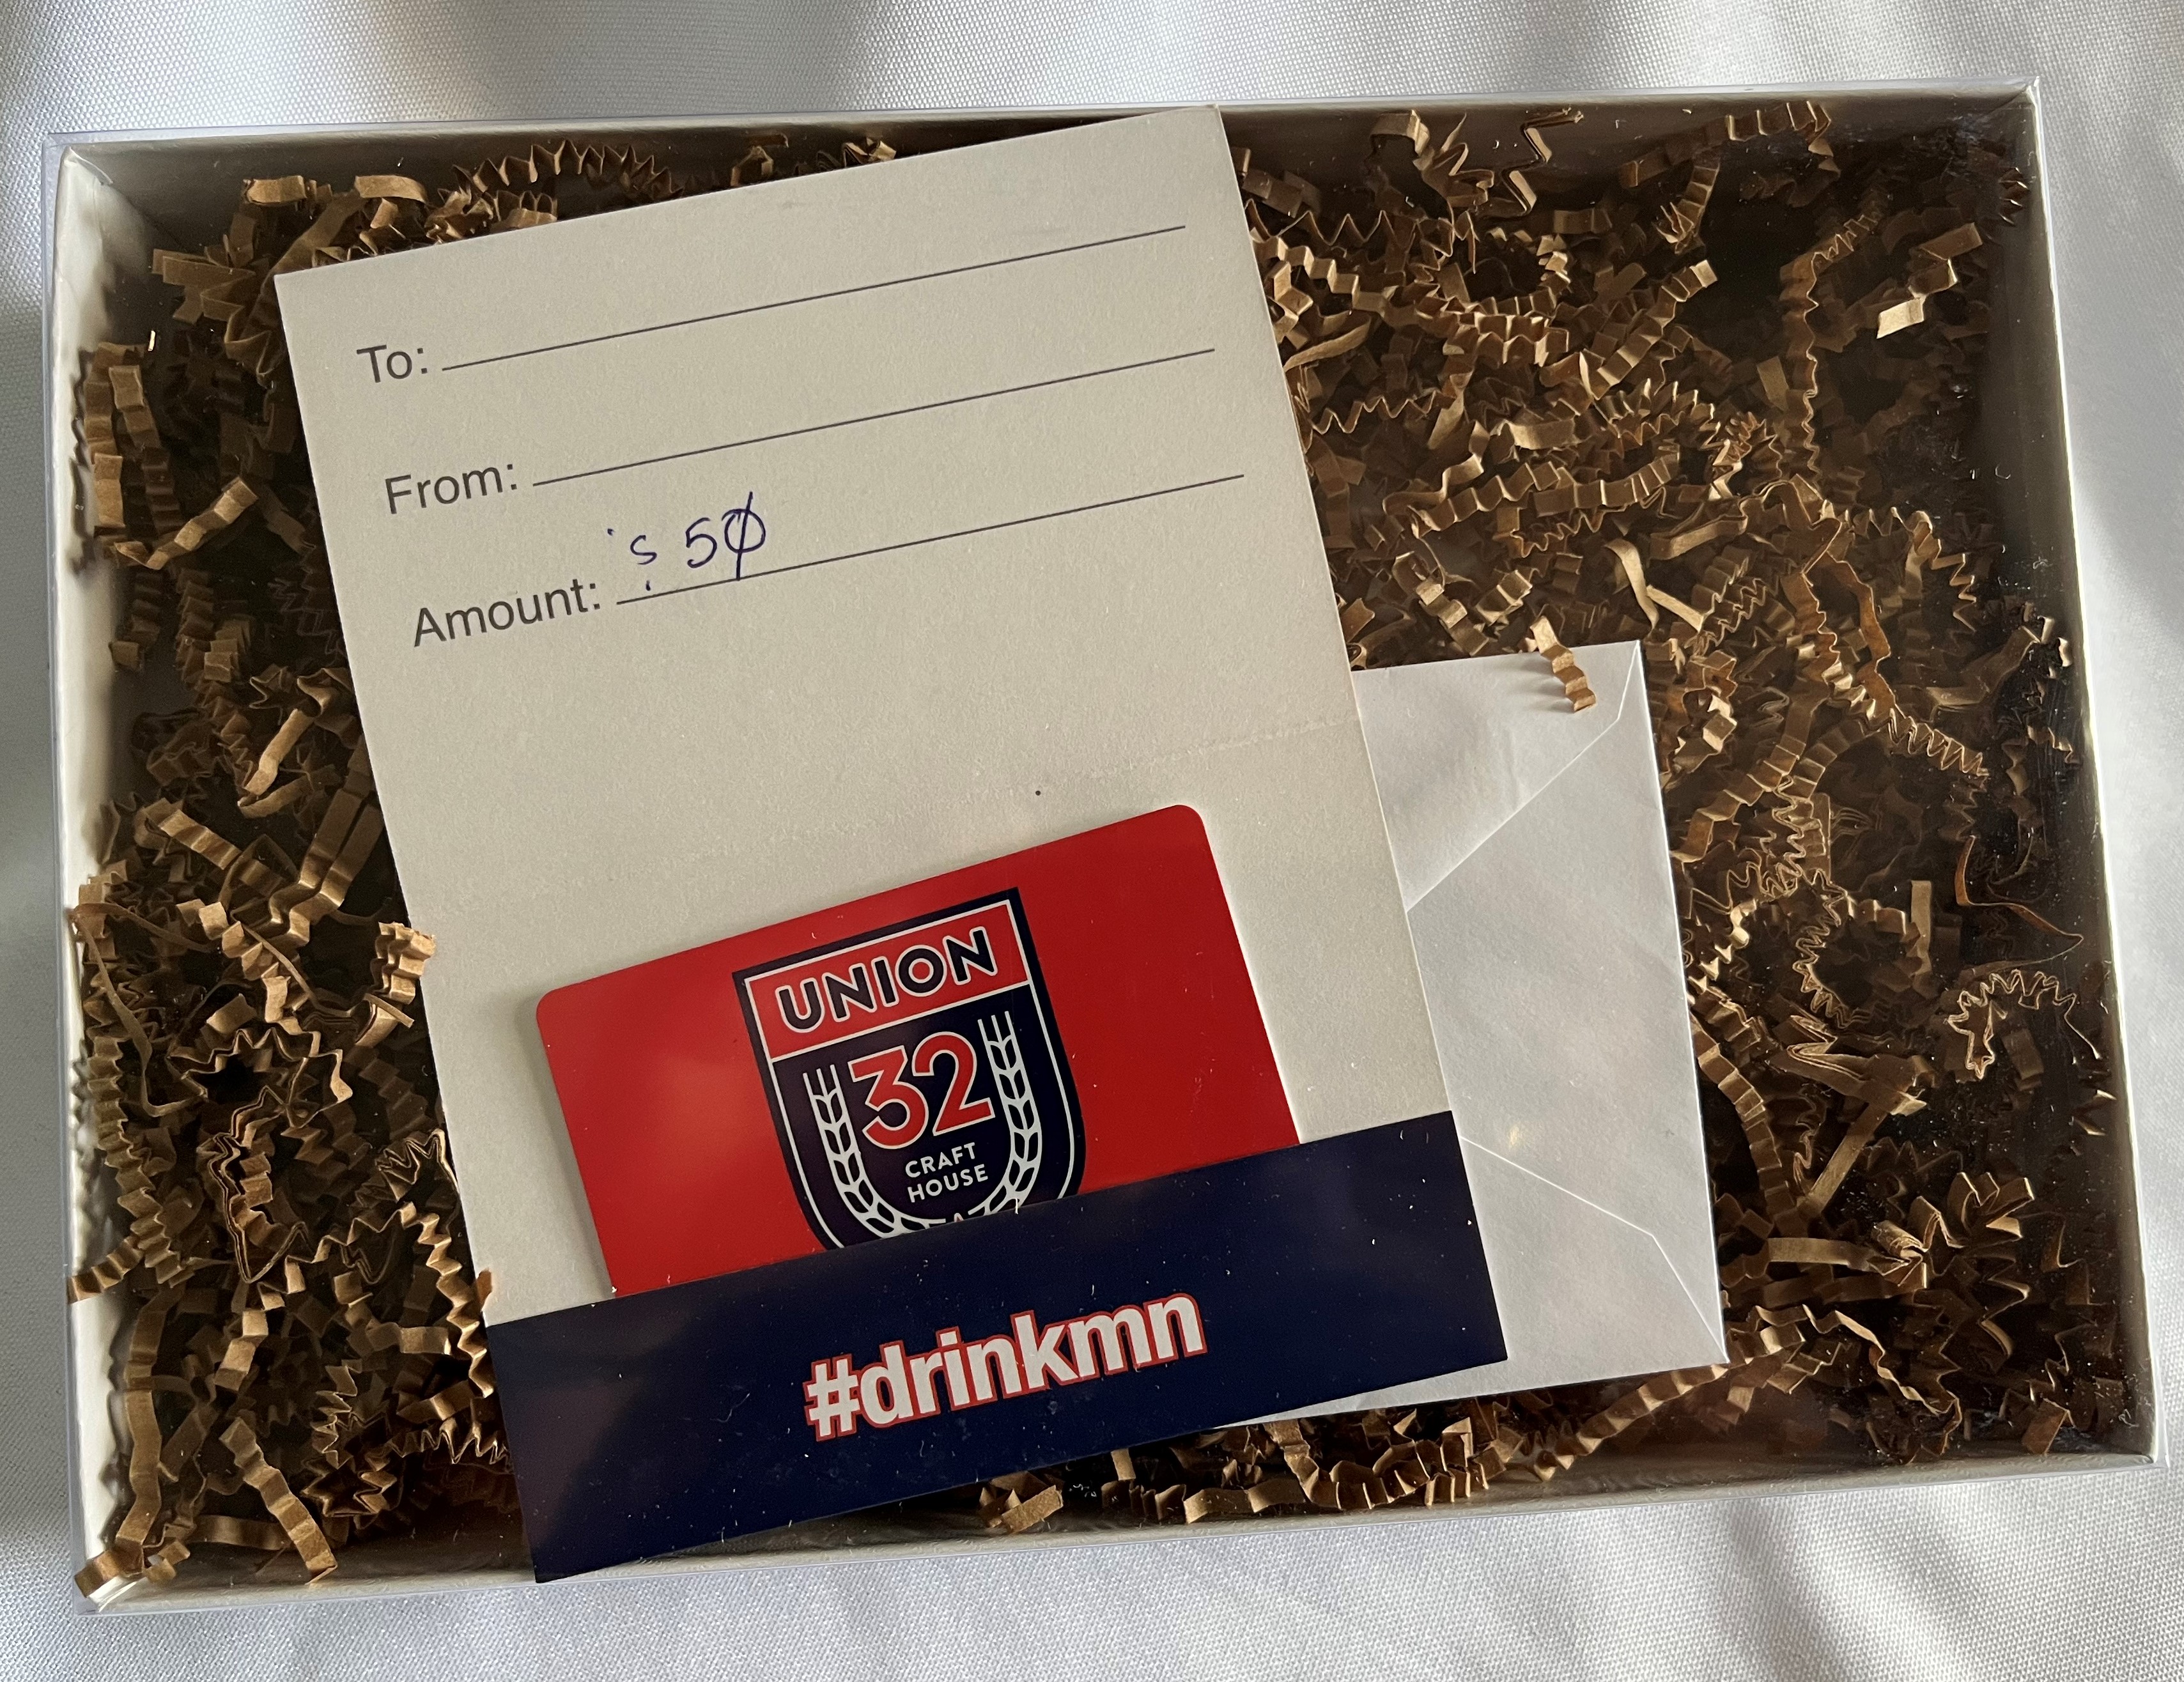 To:
From:
Amount: $ 50
UNION
32
CRAFT
HOUSE
#drinkmn